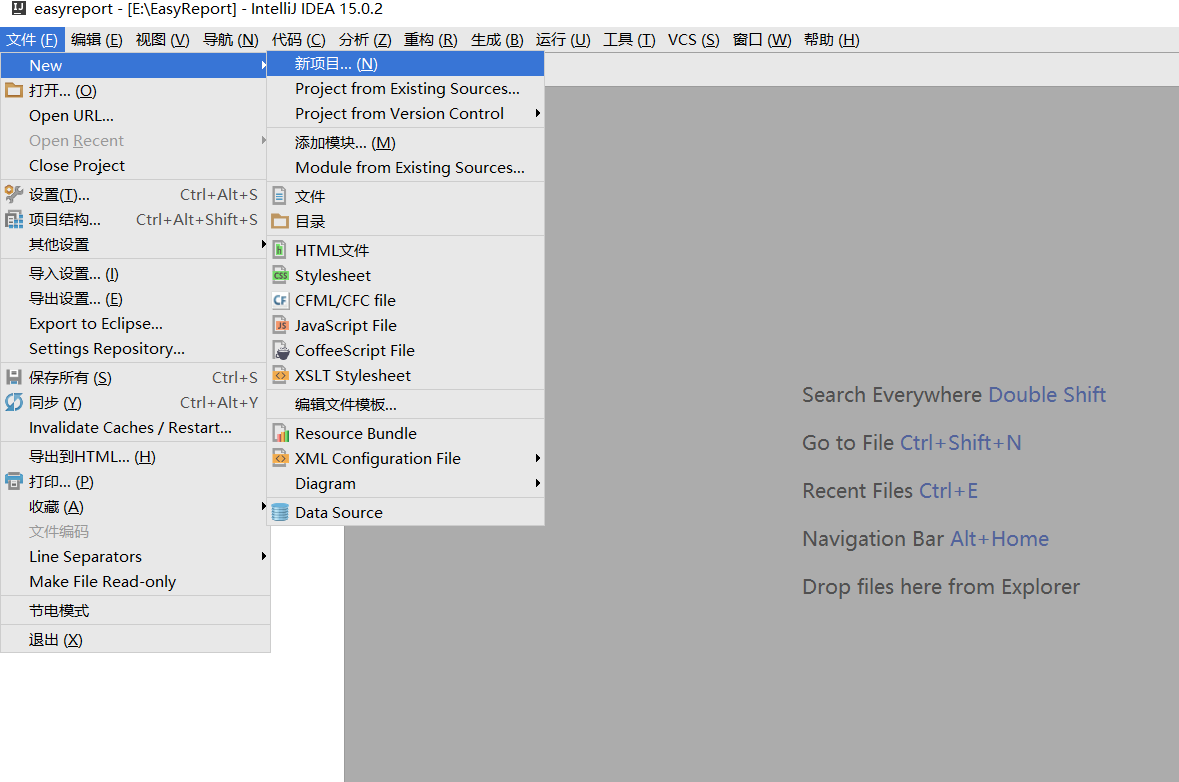 easyreport - [E:\EasyReport] - IntelliJ IDEA 15.0.2
文件 (F) 编辑 (E) 视图 (V) 导航 (N) 代码 (C) 分析 (Z) 重构 (R) 生成 (B) 运行 (U) 工具 (T) VCS (S) 窗口 (W) 帮助 (H)
New
打开... (O)
Open URL...
Open Recent
Close Project
设置(T)... Ctrl+Alt+S
项目结构... Ctrl+Alt+Shift+S
其他设置
导入设置... (I)
导出设置... (E)
Export to Eclipse...
Settings Repository...
保存所有 (S) Ctrl+S
同步 (Y) Ctrl+Alt+Y
Invalidate Caches / Restart...
导出到HTML... (H)
打印... (P)
收藏 (A)
文件编码
Line Separators
Make File Read-only
节电模式
退出 (X)
新项目... (N)
Project from Existing Sources...
Project from Version Control
添加模块... (M)
Module from Existing Sources...
文件
目录
HTML文件
Stylesheet
CFML/CFC file
JavaScript File
CoffeeScript File
XSLT Stylesheet
编辑文件模板...
Resource Bundle
XML Configuration File
Diagram
Data Source
Search Everywhere Double Shift
Go to File Ctrl+Shift+N
Recent Files Ctrl+E
Navigation Bar Alt+Home
Drop files here from Explorer